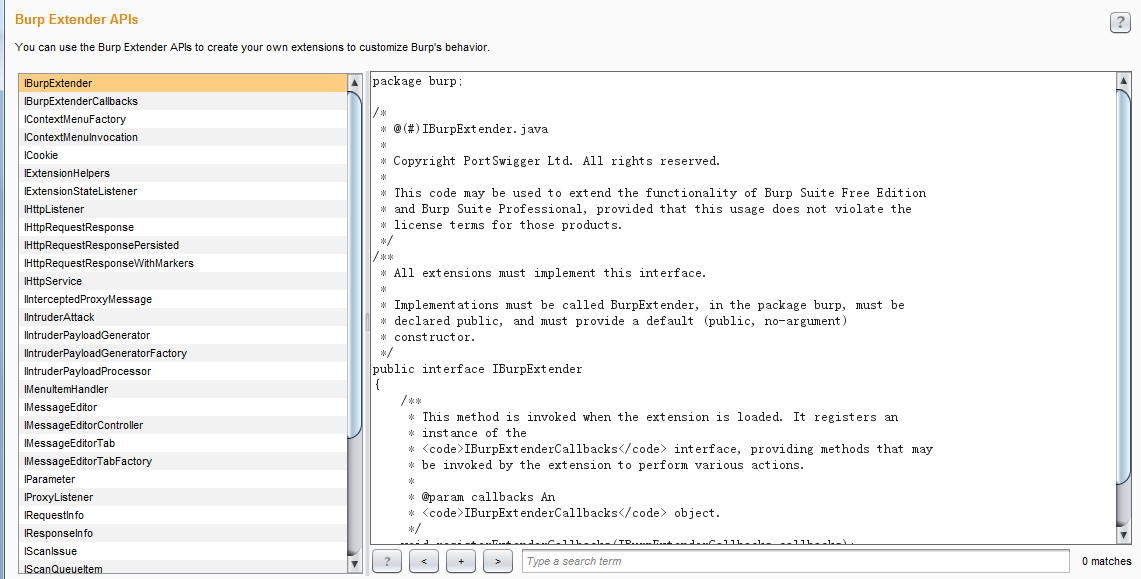 Burp Extender APIs
?
You can use the Burp Extender APIs to create your own extensions to customize Burp's behavior.
IBurpExtender
IBurpExtenderCallbacks
IContextMenuFactory
IContextMenuInvocation
ICookie
IExtensionHelpers
IExtensionStateListener
IHttpListener
IHttpRequestResponse
IHttpRequestResponsePersisted
IHttpRequestResponseWithMarkers
IHttpService
IInterceptedProxyMessage
IIntruderAttack
IIntruderPayloadGenerator
IIntruderPayloadGeneratorFactory
IIntruderPayloadProcessor
IMenuItemHandler
IMessageEditor
IMessageEditorController
IMessageEditorTab
IMessageEditorTabFactory
IParameter
IProxyListener
IRequestInfo
IResponseInfo
IScanIssue
IScanQueueItem
package burp;
/*
 * @(#)IBurpExtender.java
 *
 * Copyright PortSwigger Ltd. All rights reserved.
 *
 * This code may be used to extend the functionality of Burp Suite Free Edition
 * and Burp Suite Professional, provided that this usage does not violate the
 * license terms for those products.
 */
/**
 * All extensions must implement this interface.
 *
 * Implementations must be called BurpExtender, in the package burp, must be
 * declared public, and must provide a default (public, no-argument)
 * constructor.
 */
public interface IBurpExtender
{
    /**
     * This method is invoked when the extension is loaded. It registers an
     * instance of the
     * <code>IBurpExtenderCallbacks</code> interface, providing methods that may
     * be invoked by the extension to perform various actions.
     *
     * @param callbacks An
     * <code>IBurpExtenderCallbacks</code> object.
     */
    void registerExtenderCallbacks(IBurpExtenderCallbacks callbacks);
? < + > Type a search term 0 matches